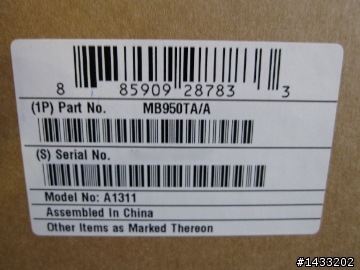 8 85909 28783 3
(1P) Part No. MB950TA/A
(S) Serial No.
Model No: A1311
Assembled In China
Other Items as Marked Thereon
#1433202